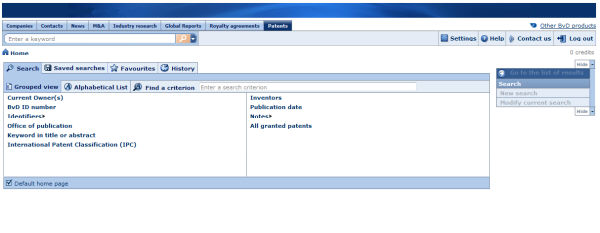 Companies Contacts News M&A Industry research Global Reports Royalty agreements Patents
Other BvD products
Enter a keyword
Settings Help Contact us Log out
Home
0 credits
Search Saved searches Favourites History
Hide
Go to the list of results
Grouped view Alphabetical List Find a criterion Enter a search criterion
Search
New search
Modify current search
Hide
Current Owner(s)
BvD ID number
Identifiers
Office of publication
Keyword in title or abstract
International Patent Classification (IPC)
Inventors
Publication date
Notes
All granted patents
Default home page